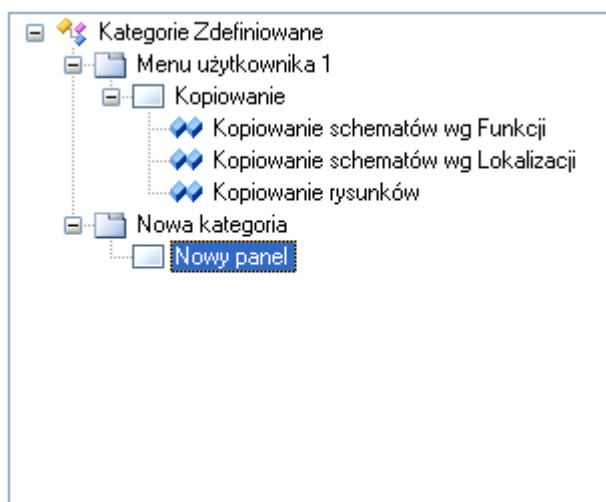 Kategorie Zdefiniowane
Menu użytkownika 1
Kopiowanie
Kopiowanie schematów wg Funkcji
Kopiowanie schematów wg Lokalizacji
Kopiowanie rysunków
Nowa kategoria
Nowy panel